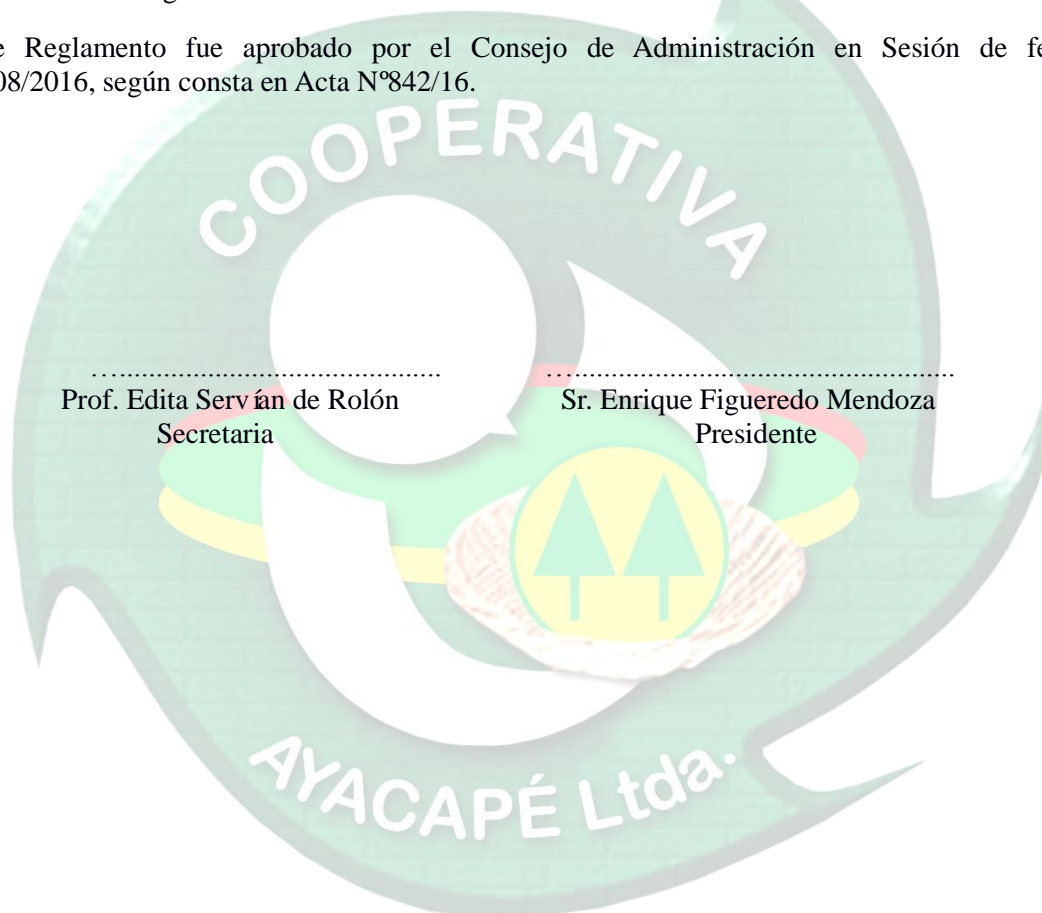 Reglamento fue aprobado por el Consejo de Administración en Sesión de
08/2016, según consta en Acta Nº842/16.
COOPERATIVA
…........................................... …..................................................
Prof. Edita Servían de Rolón Sr. Enrique Figueredo Mendoza
Secretaria Presidente
AYACAPÉ Ltda.